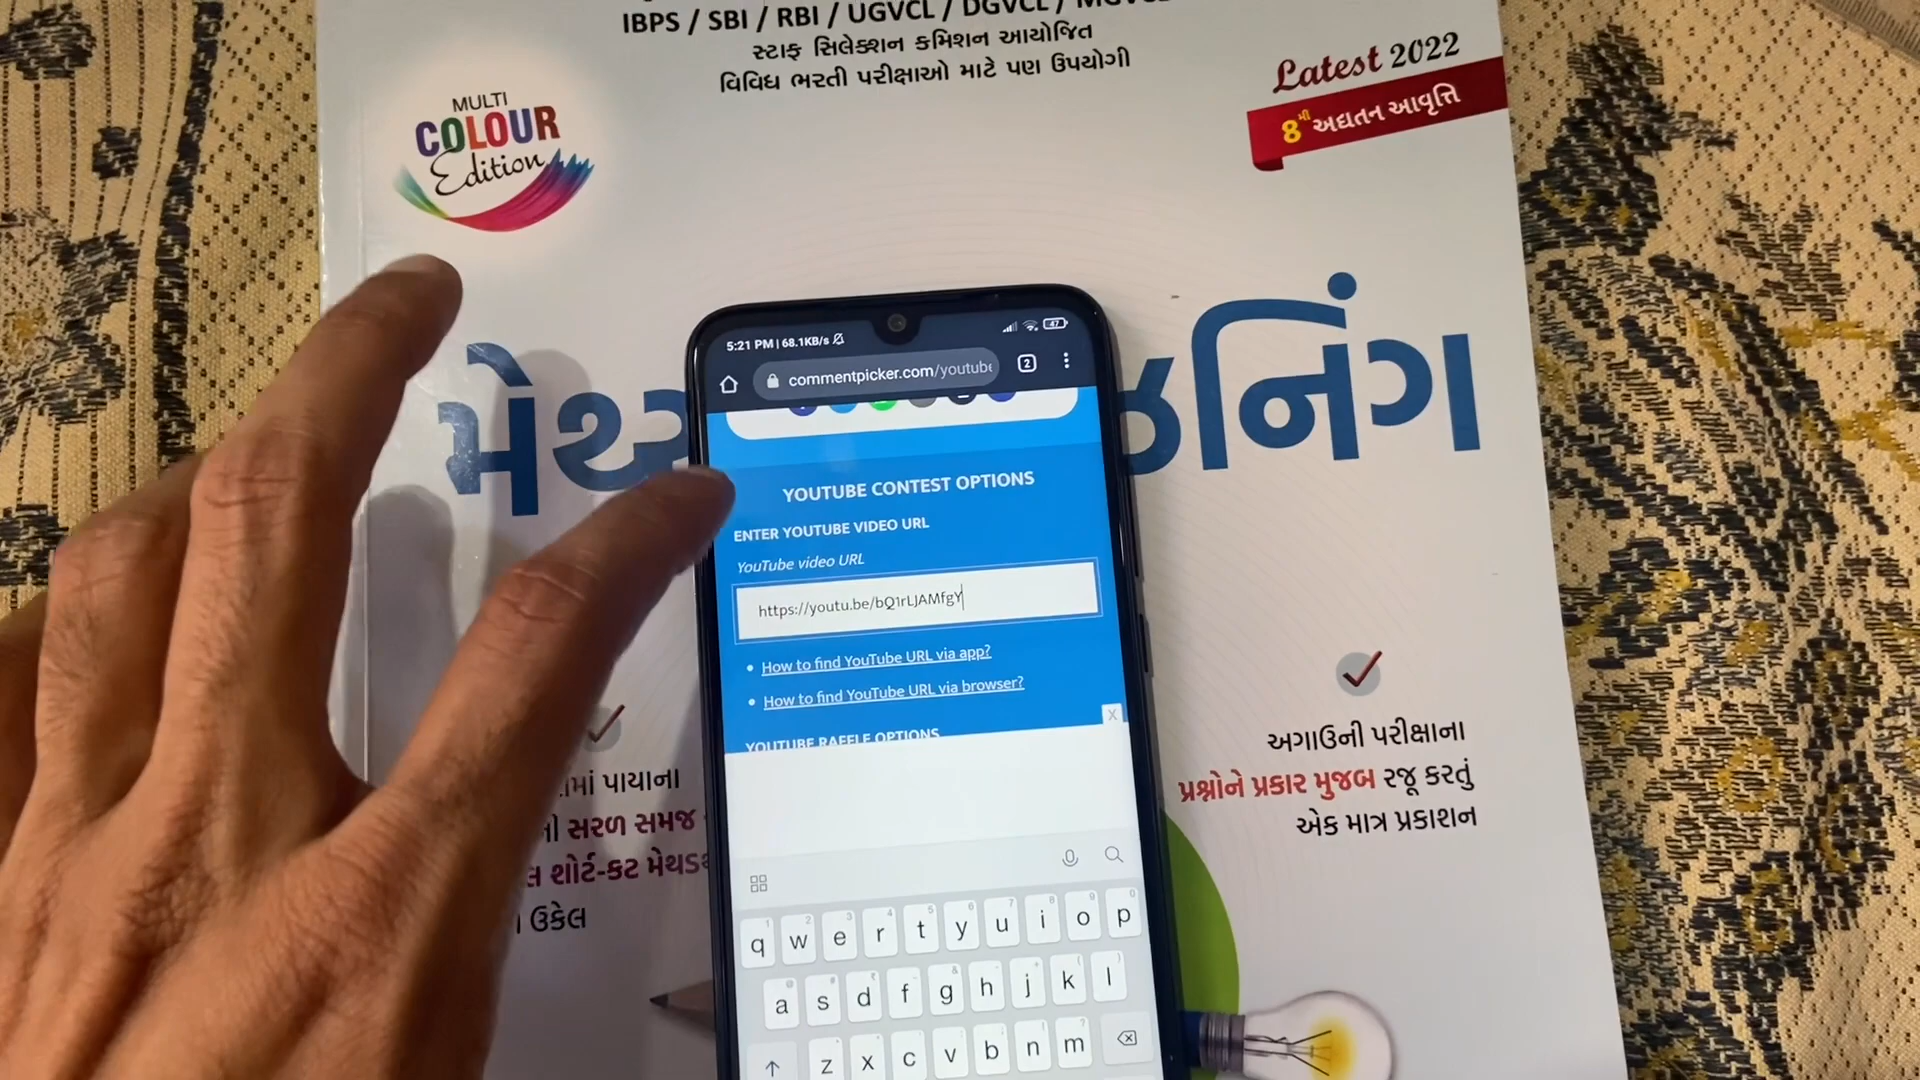 IBPS / SBI / RBI / UGVCL / DGVCL /
સ્ટાફ સિલેક્શન કમિશન આયોજિત
વિવિધ ભરતી પરીક્ષાઓ માટે પણ ઉપયોગી
MULTI
COLOUR
Edition
Latest 2022
8મી અદ્યતન આવૃત્તિ
5:21 PM | 68.1KB/s
47
commentpicker.com/youtube
2
YOUTUBE CONTEST OPTIONS
ENTER YOUTUBE VIDEO URL
YouTube video URL
https://youtu.be/bQ1rLJAMfgY
• How to find YouTube URL via app?
• How to find YouTube URL via browser?
YOUTUBE RAFFLE OPTIONS
X
q w e r t y u i o p
a s d f g h j k l
z x c v b n m
પાયાના
સરળ સમજ
શોર્ટ-કટ
ઉકેલ
અગાઉની પરીક્ષાના
પ્રશ્નોને પ્રકાર મુજબ રજૂ કરતું
એક માત્ર પ્રકાશન